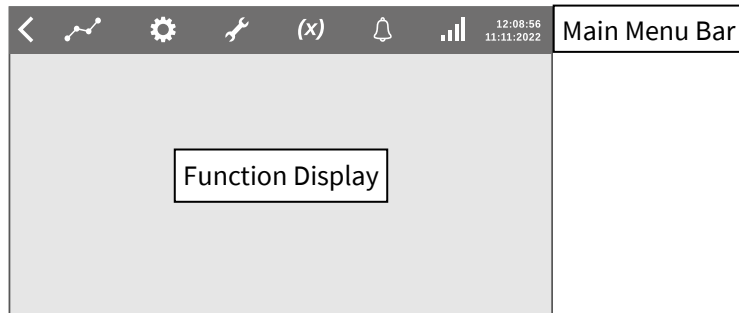 (x)
12:08:56
11:11:2022
Main Menu Bar
Function Display